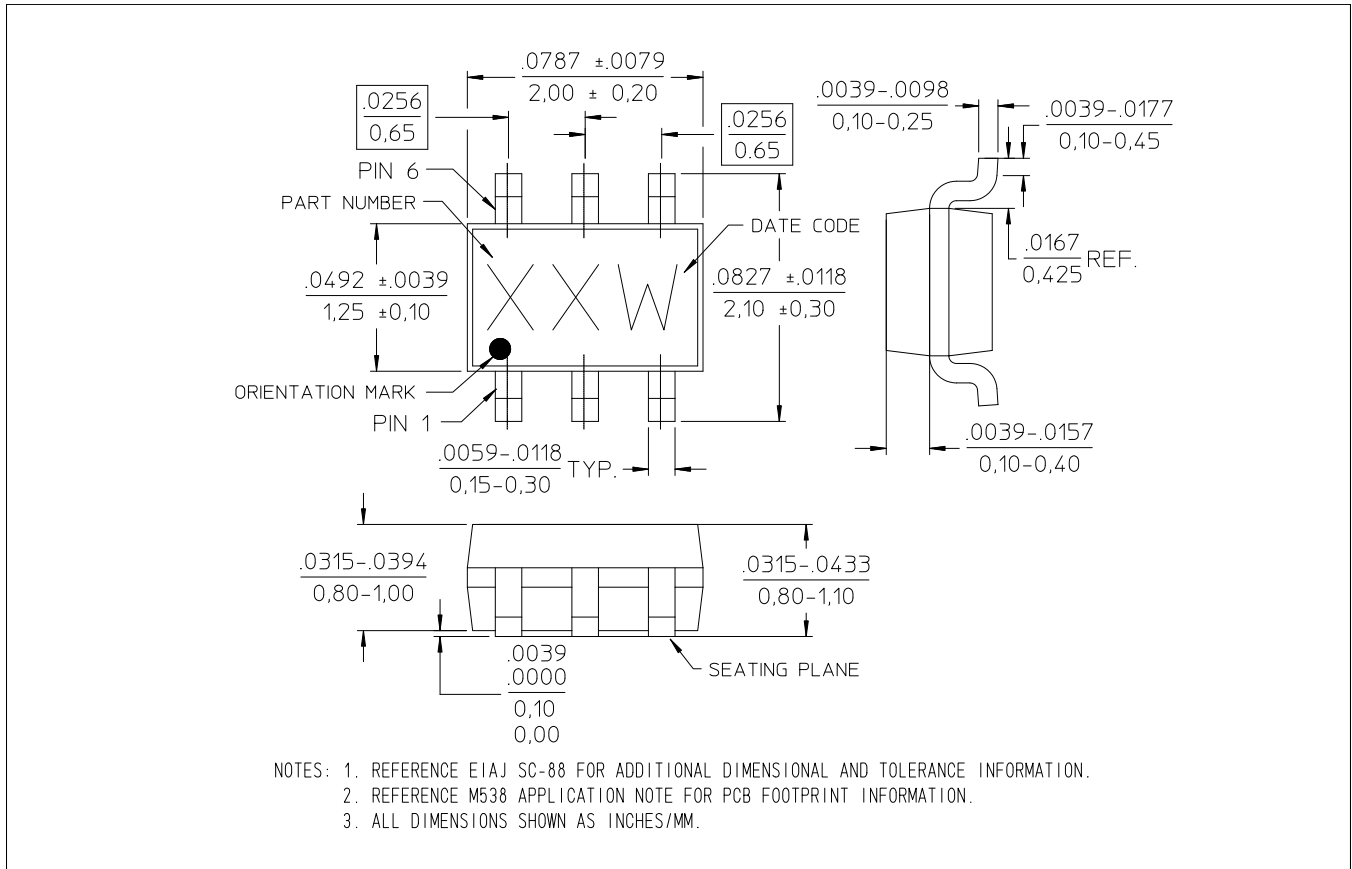 .0787 ±.0079
2,00 ± 0,20
.0256
0,65
.0256
0.65
.0039-.0098
0,10-0,25
.0039-.0177
0,10-0,45
PIN 6
PART NUMBER
DATE CODE
.0167
0,425
REF.
.0492 ±.0039
1,25 ±0,10
XXW
.0827 ±.0118
2,10 ±0,30
ORIENTATION MARK
PIN 1
.0059-.0118
0,15-0,30
TYP.
.0039-.0157
0,10-0,40
.0315-.0394
0,80-1,00
.0315-.0433
0,80-1,10
.0039
.0000
0,10
0,00
SEATING PLANE
NOTES: 1. REFERENCE EIAJ SC-88 FOR ADDITIONAL DIMENSIONAL AND TOLERANCE INFORMATION.
2. REFERENCE M538 APPLICATION NOTE FOR PCB FOOTPRINT INFORMATION.
3. ALL DIMENSIONS SHOWN AS INCHES/MM.